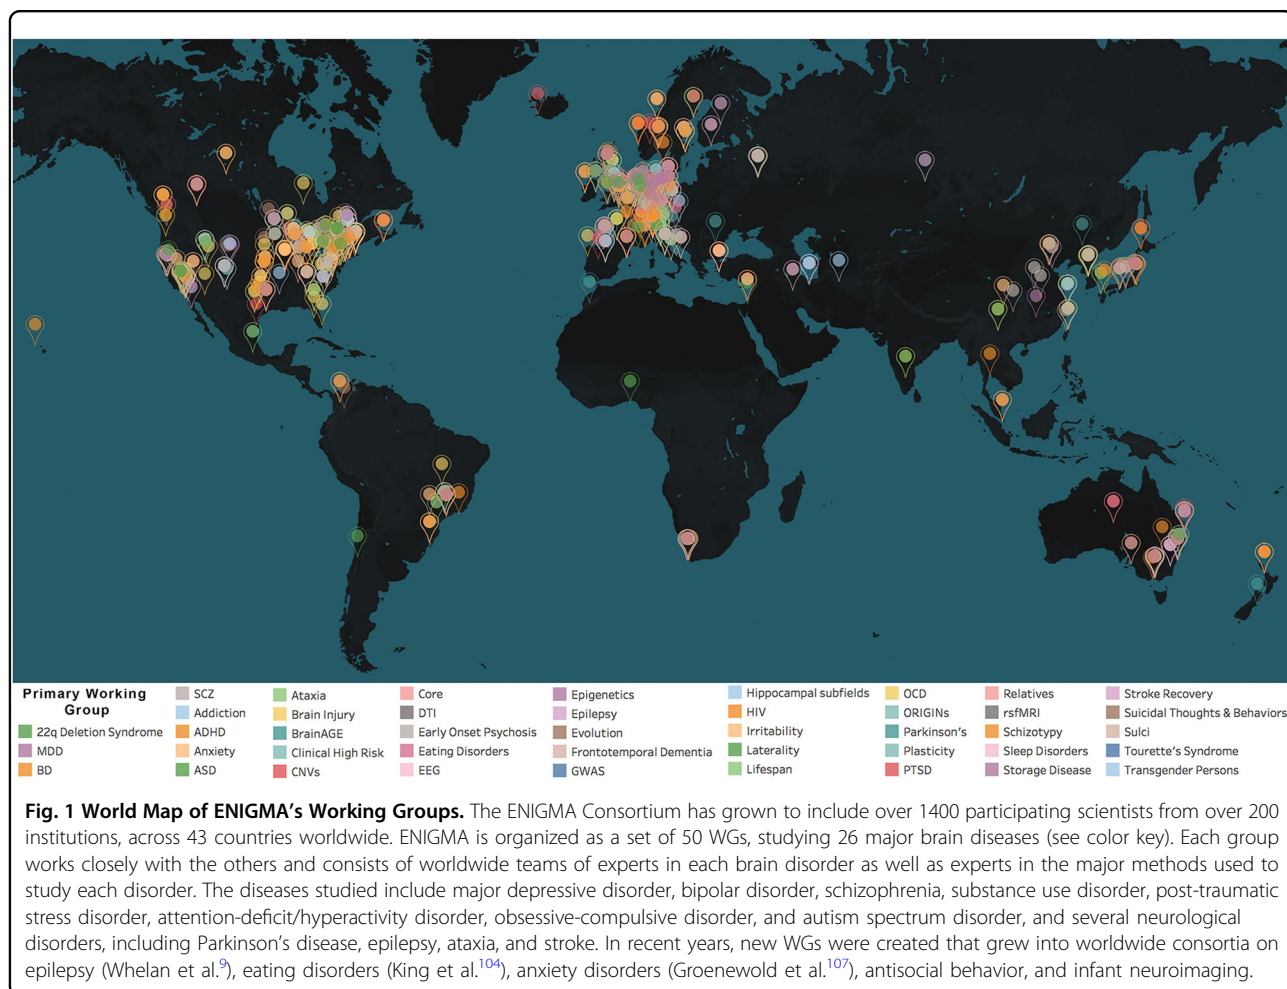 Primary Working
Group
22q Deletion Syndrome
MDD
BD
SCZ
Addiction
ADHD
Anxiety
ASD
Ataxia
Brain Injury
BrainAGE
Clinical High Risk
CNVs
Core
DTI
Early Onset Psychosis
Eating Disorders
EEG
Epigenetics
Epilepsy
Evolution
Frontotemporal Dementia
GWAS
Hippocampal subfields
HIV
Irritability
Laterality
Lifespan
OCD
ORIGINs
Parkinson's
Plasticity
PTSD
Relatives
rsfMRI
Schizotypy
Sleep Disorders
Storage Disease
Stroke Recovery
Suicidal Thoughts & Behaviors
Sulci
Tourette's Syndrome
Transgender Persons
Fig. 1 World Map of ENIGMA's Working Groups. The ENIGMA Consortium has grown to include over 1400 participating scientists from over 200
institutions, across 43 countries worldwide. ENIGMA is organized as a set of 50 WGs, studying 26 major brain diseases (see color key). Each group
works closely with the others and consists of worldwide teams of experts in each brain disorder as well as experts in the major methods used to
study each disorder. The diseases studied include major depressive disorder, bipolar disorder, schizophrenia, substance use disorder, post-traumatic
stress disorder, attention-deficit/hyperactivity disorder, obsessive-compulsive disorder, and autism spectrum disorder, and several neurological
disorders, including Parkinson's disease, epilepsy, ataxia, and stroke. In recent years, new WGs were created that grew into worldwide consortia on
epilepsy (Whelan et al.9), eating disorders (King et al.104), anxiety disorders (Groenewold et al.107), antisocial behavior, and infant neuroimaging.